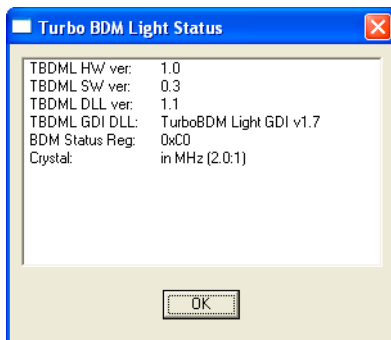 Turbo BDM Light Status
TBDML HW ver: 1.0
TBDML SW ver: 0.3
TBDML DLL ver: 1.1
TBDML GDI DLL: TurboBDM Light GDI v1.7
BDM Status Reg: 0xC0
Crystal: in MHz (2.0:1)
OK